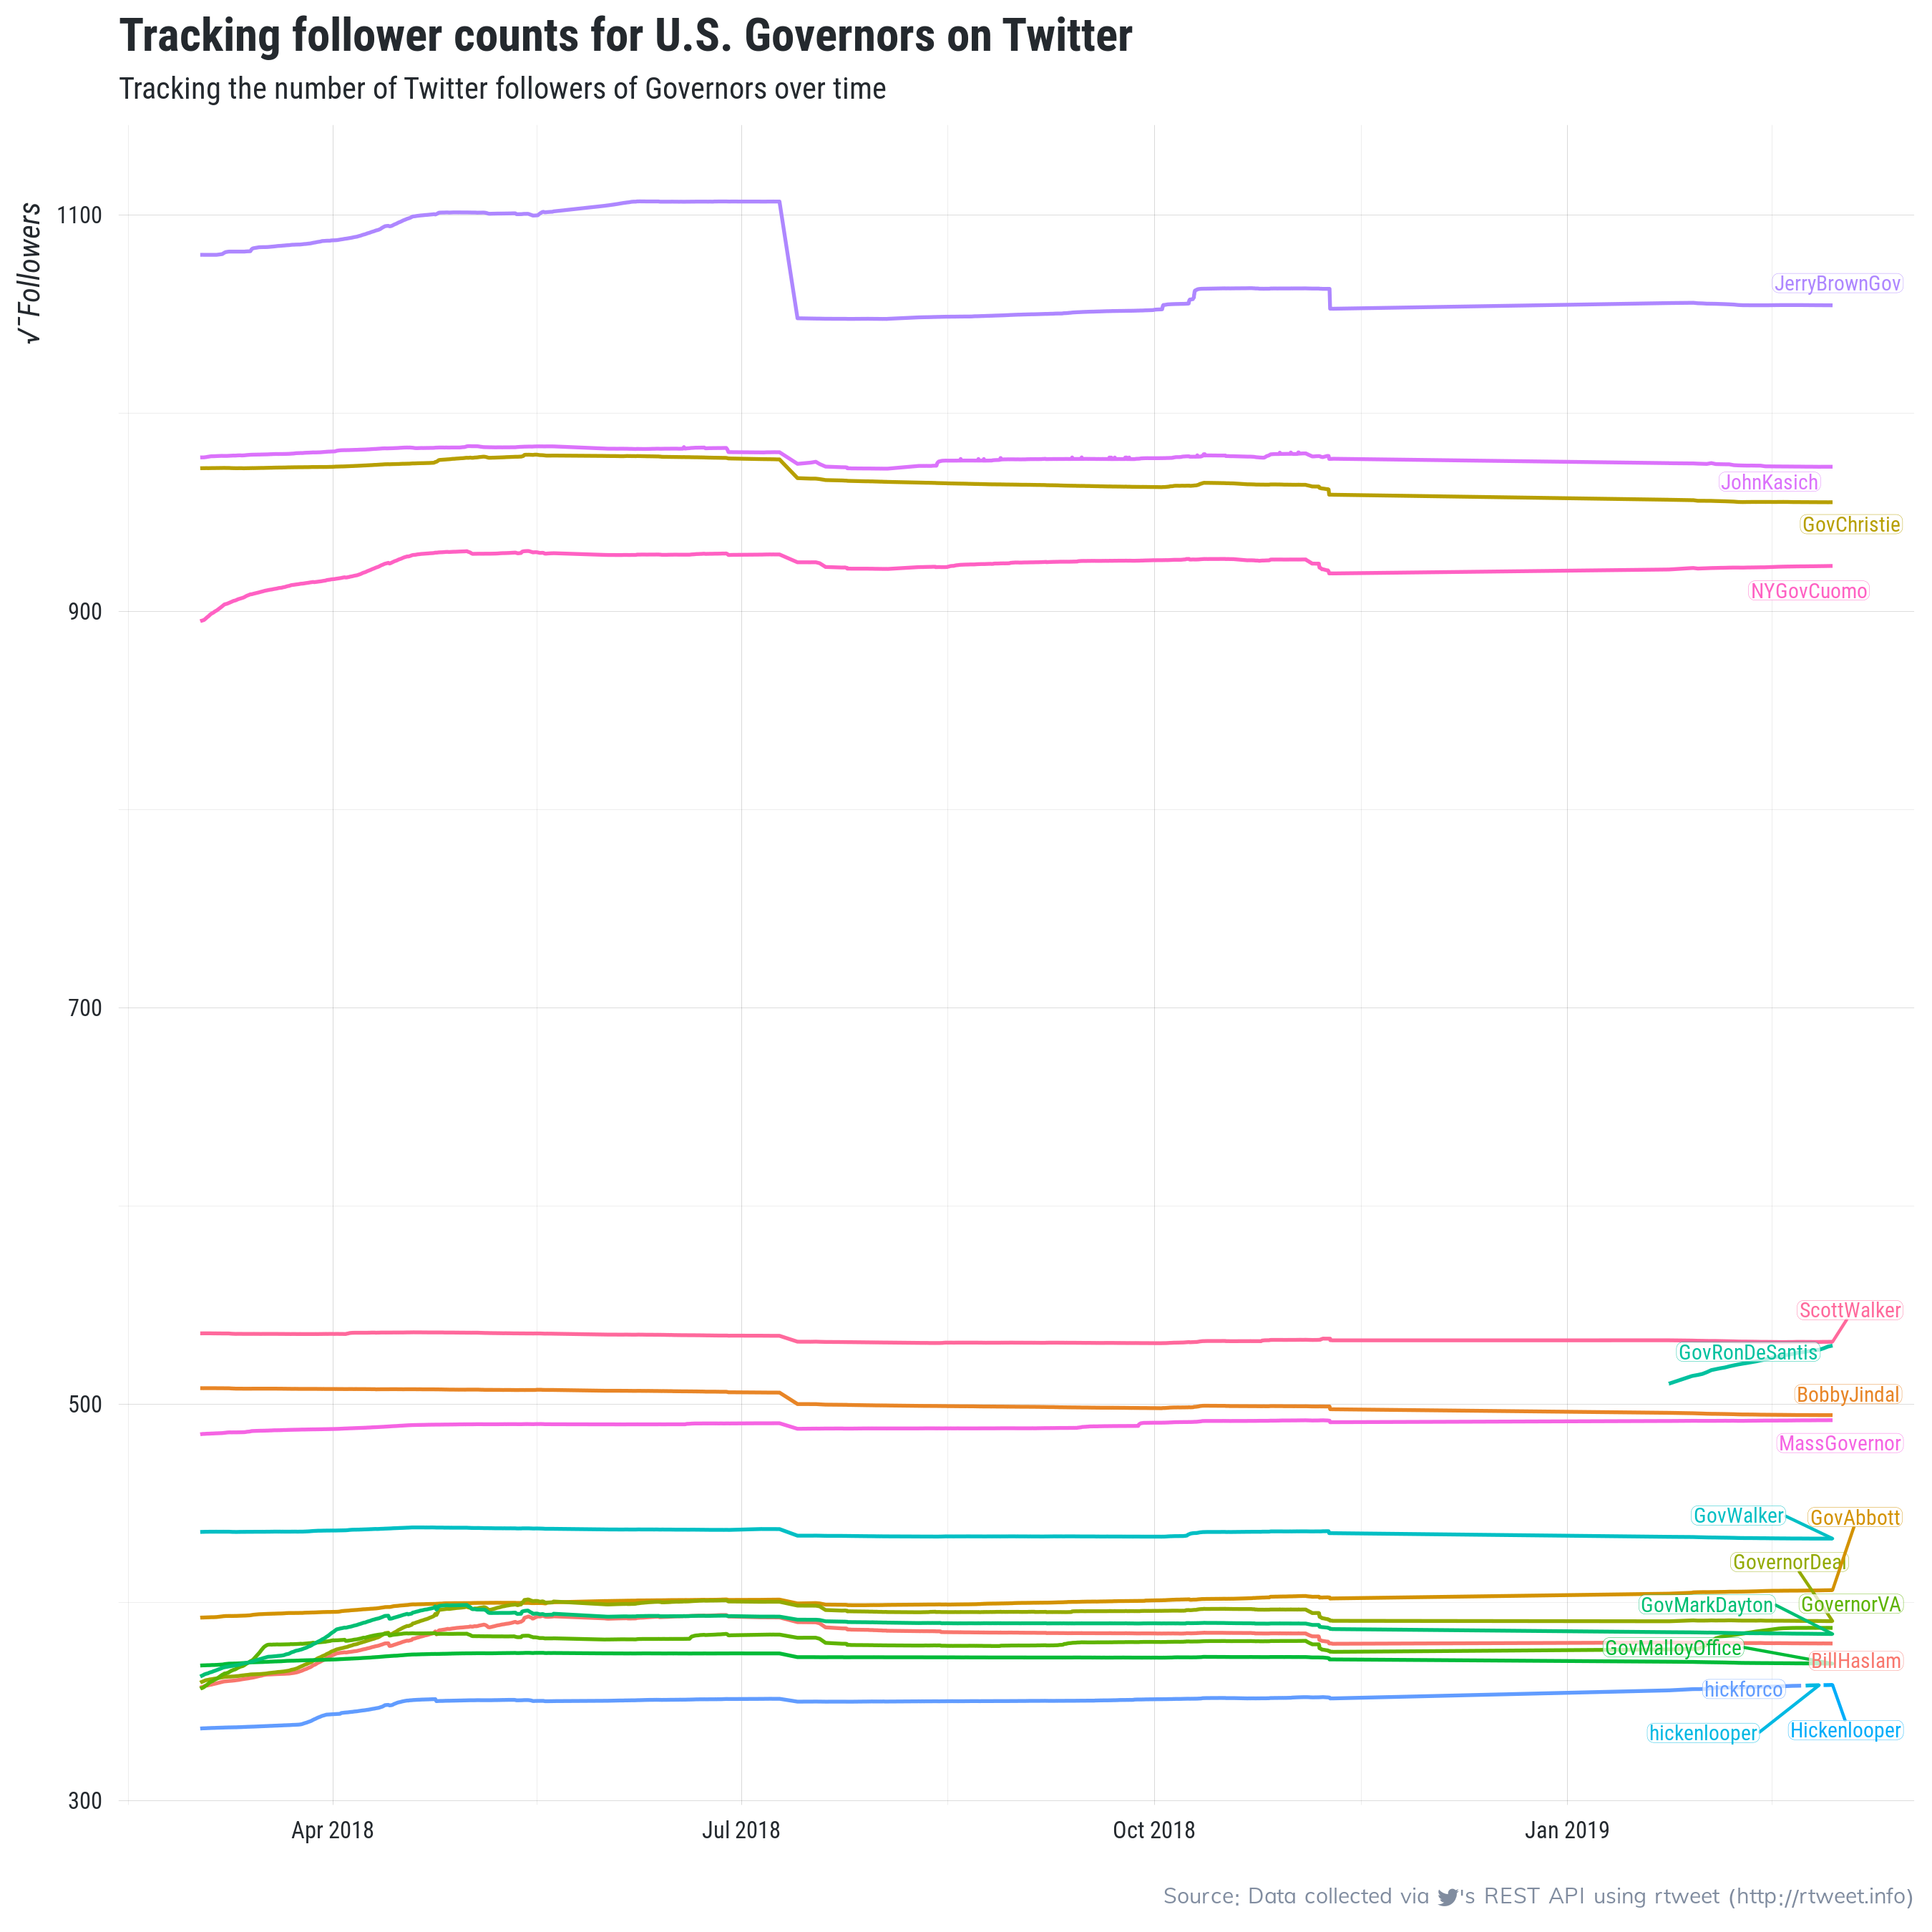 Tracking follower counts for U.S. Governors on Twitter
Tracking the number of Twitter followers of Governors over time
√¯Followers
1100
900
700
500
300
JerryBrownGov
JohnKasich
GovChristie
NYGovCuomo
ScottWalker
GovRonDeSantis
BobbyJindal
MassGovernor
GovWalker
GovAbbott
GovernorDeal
GovMarkDayton
GovernorVA
GovMalloyOffice
BillHaslam
hickforco
hickenlooper
Hickenlooper
Apr 2018
Jul 2018
Oct 2018
Jan 2019
Source: Data collected via 's REST API using rtweet (http://rtweet.info)